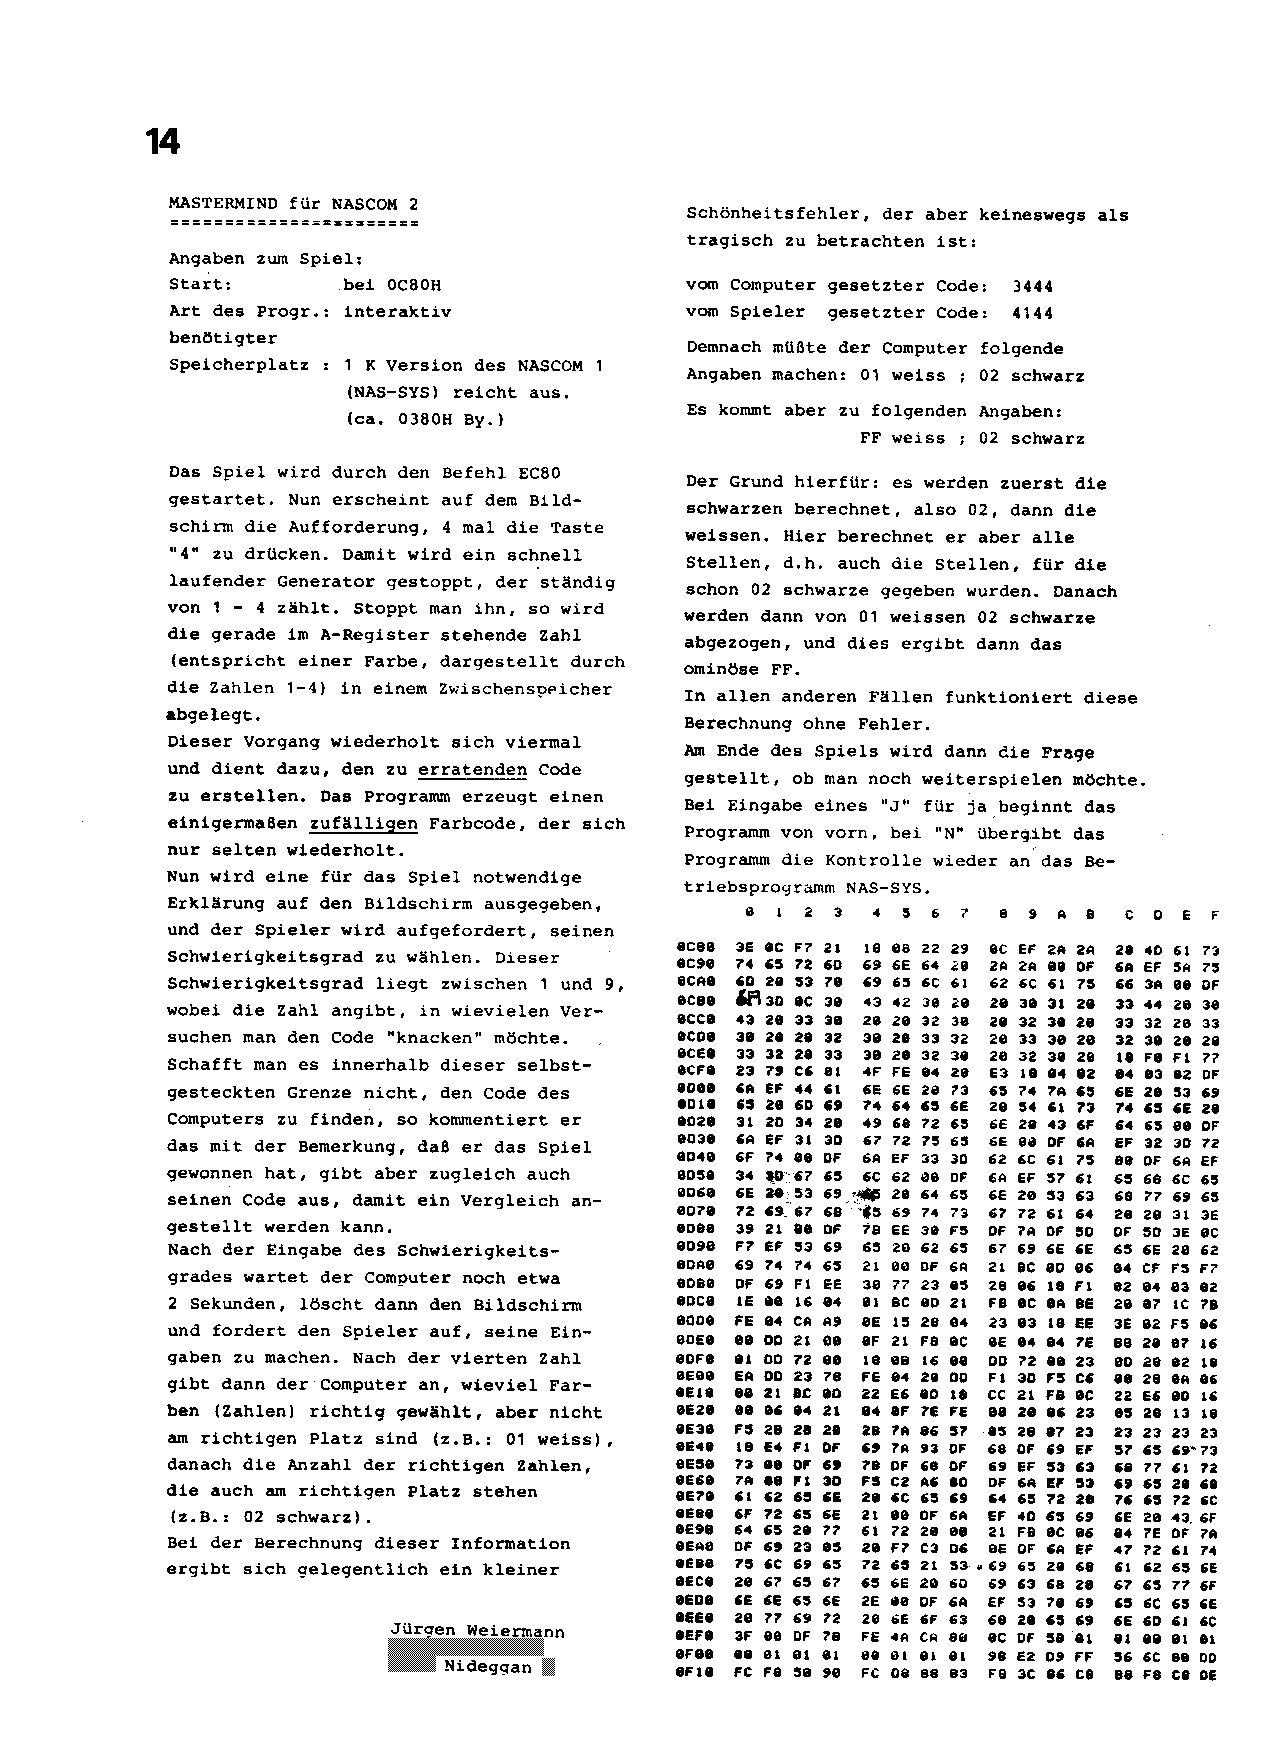 14
MASTERMIND für NASCOM 2
=======================
Angaben zum Spiel:
Start: bei 0C80H
Art des Progr.: interaktiv
benötigter
Speicherplatz : 1 K Version des NASCOM 1
(NAS-SYS) reicht aus.
(ca. 0380H By.)
Das Spiel wird durch den Befehl EC80
gestartet. Nun erscheint auf dem Bild-
schirm die Aufforderung, 4 mal die Taste
"4" zu drücken. Damit wird ein schnell
laufender Generator gestoppt, der ständig
von 1 - 4 zählt. Stoppt man ihn, so wird
die gerade im A-Register stehende Zahl
(entspricht einer Farbe, dargestellt durch
die Zahlen 1-4) in einem Zwischenspeicher
abgelegt.
Dieser Vorgang wiederholt sich viermal
und dient dazu, den zu erratenden Code
zu erstellen. Das Programm erzeugt einen
einigermaßen zufälligen Farbcode, der sich
nur selten wiederholt.
Nun wird eine für das Spiel notwendige
Erklärung auf den Bildschirm ausgegeben,
und der Spieler wird aufgefordert, seinen
Schwierigkeitsgrad zu wählen. Dieser
Schwierigkeitsgrad liegt zwischen 1 und 9,
wobei die Zahl angibt, in wievielen Ver-
suchen man den Code "knacken" möchte.
Schafft man es innerhalb dieser selbst-
gesteckten Grenze nicht, den Code des
Computers zu finden, so kommentiert er
das mit der Bemerkung, daß er das Spiel
gewonnen hat, gibt aber zugleich auch
seinen Code aus, damit ein Vergleich an-
gestellt werden kann.
Nach der Eingabe des Schwierigkeits-
grades wartet der Computer noch etwa
2 Sekunden, löscht dann den Bildschirm
und fordert den Spieler auf, seine Ein-
gaben zu machen. Nach der vierten Zahl
gibt dann der Computer an, wieviel Far-
ben (Zahlen) richtig gewählt, aber nicht
am richtigen Platz sind (z.B.: 01 weiss),
danach die Anzahl der richtigen Zahlen,
die auch am richtigen Platz stehen
(z.B.: 02 schwarz).
Bei der Berechnung dieser Information
ergibt sich gelegentlich ein kleiner
Jürgen Weiermann
Nideggan
Schönheitsfehler, der aber keineswegs als
tragisch zu betrachten ist:
vom Computer gesetzter Code: 3444
vom Spieler gesetzter Code: 4144
Demnach müßte der Computer folgende
Angaben machen: 01 weiss ; 02 schwarz
Es kommt aber zu folgenden Angaben:
FF weiss ; 02 schwarz
Der Grund hierfür: es werden zuerst die
schwarzen berechnet, also 02, dann die
weissen. Hier berechnet er aber alle
Stellen, d.h. auch die Stellen, für die
schon 02 schwarze gegeben wurden. Danach
werden dann von 01 weissen 02 schwarze
abgezogen, und dies ergibt dann das
ominöse FF.
In allen anderen Fällen funktioniert diese
Berechnung ohne Fehler.
Am Ende des Spiels wird dann die Frage
gestellt, ob man noch weiterspielen möchte.
Bei Eingabe eines "J" für ja beginnt das
Programm von vorn, bei "N" übergibt das
Programm die Kontrolle wieder an das Be-
triebsprogramm NAS-SYS.
0 1 2 3 4 5 6 7 8 9 A B C D E F
0C80 3E 0C F7 21 18 08 22 29 0C EF 2A 2A 20 4D 61 73
0C90 74 65 72 6D 69 6E 64 20 2A 2A 00 DF 6A EF 5A 75
0CA0 6D 20 53 70 69 65 6C 61 62 6C 61 75 66 3A 00 DF
0CB0 6A 3D 0C 30 43 42 30 20 20 30 31 20 33 44 20 30
0CC0 43 20 33 30 20 20 32 30 20 32 30 20 33 32 20 33
0CD0 30 20 20 32 30 20 33 32 20 33 30 20 32 30 20 20
0CE0 33 32 20 33 30 20 32 30 20 32 30 20 18 F0 F1 77
0CF0 23 79 C6 01 4F FE 04 20 E3 18 04 02 04 03 02 DF
0D00 6A EF 44 61 6E 6E 20 73 65 74 7A 65 6E 20 53 69
0D10 65 20 6D 69 74 64 65 6E 20 54 61 73 74 65 6E 20
0D20 31 2D 34 20 49 68 72 65 6E 20 43 6F 64 65 00 DF
0D30 6A EF 31 3D 67 72 75 65 6E 00 DF 6A EF 32 3D 72
0D40 6F 74 00 DF 6A EF 33 3D 62 6C 61 75 00 DF 6A EF
0D50 34 3D 67 65 6C 62 00 DF 6A EF 57 61 65 68 6C 65
0D60 6E 20 53 69 20 64 65 6E 20 53 63 68 77 69 65
0D70 72 69 67 6B 65 69 74 73 67 72 61 64 20 20 31 3E
0D80 39 21 00 DF 7B EE 30 F5 DF 7A DF 5D DF 5D 3E 0C
0D90 F7 EF 53 69 65 20 62 65 67 69 6E 6E 65 6E 20 62
0DA0 69 74 74 65 21 00 DF 6A 21 BC 0D 06 04 CF F5 F7
0DB0 DF 69 F1 EE 30 77 23 05 28 06 18 F1 02 04 03 02
0DC0 1E 00 16 04 01 BC 0D 21 FB 0C 0A BE 20 07 1C 7B
0DD0 FE 04 CA A9 0E 15 28 04 23 03 18 EE 3E 02 F5 06
0DE0 00 DD 21 00 0F 21 FB 0C 0E 04 04 7E B8 20 07 16
0DF0 01 DD 72 00 18 0B 16 00 DD 72 00 23 0D 28 02 18
0E00 EA DD 23 78 FE 04 20 DD F1 3D F5 C6 00 28 0A 06
0E10 00 21 BC 0D 22 E6 0D 18 CC 21 FB 0C 22 E6 0D 16
0E20 00 06 04 21 04 0F 7E FE 00 20 06 23 05 28 13 18
0E30 F5 2B 2B 2B 2B 7A 86 57 05 28 07 23 23 23 23 23
0E40 18 E4 F1 DF 69 7A 93 DF 68 DF 69 EF 57 65 69 73
0E50 73 00 DF 69 7B DF 68 DF 69 EF 53 63 68 77 61 72
0E60 7A 00 F1 3D F5 C2 A6 0D DF 6A EF 53 69 65 20 68
0E70 61 62 65 6E 20 6C 65 69 64 65 72 20 76 65 72 6C
0E80 6F 72 65 6E 21 00 DF 6A EF 4D 65 69 6E 20 43 6F
0E90 64 65 20 77 61 72 20 00 21 FB 0C 06 04 7E DF 7A
0EA0 DF 69 23 05 20 F7 C3 D6 0E DF 6A EF 47 72 61 74
0EB0 75 6C 69 65 72 65 21 53 69 65 20 68 61 62 65 6E
0EC0 20 67 65 67 65 6E 20 6D 69 63 68 20 67 65 77 6F
0ED0 6E 6E 65 6E 2E 00 DF 6A EF 53 70 69 65 6C 65 6E
0EE0 20 77 69 72 20 6E 6F 63 68 20 65 69 6E 6D 61 6C
0EF0 3F 00 DF 7B FE 4A CA 80 0C DF 5B 01 01 00 01 01
0F00 00 01 01 01 00 01 01 01 98 E2 D9 FF 56 6C 80 DD
0F10 FC F8 50 90 FC D8 88 83 F8 3C 06 C8 B8 F8 C8 DE